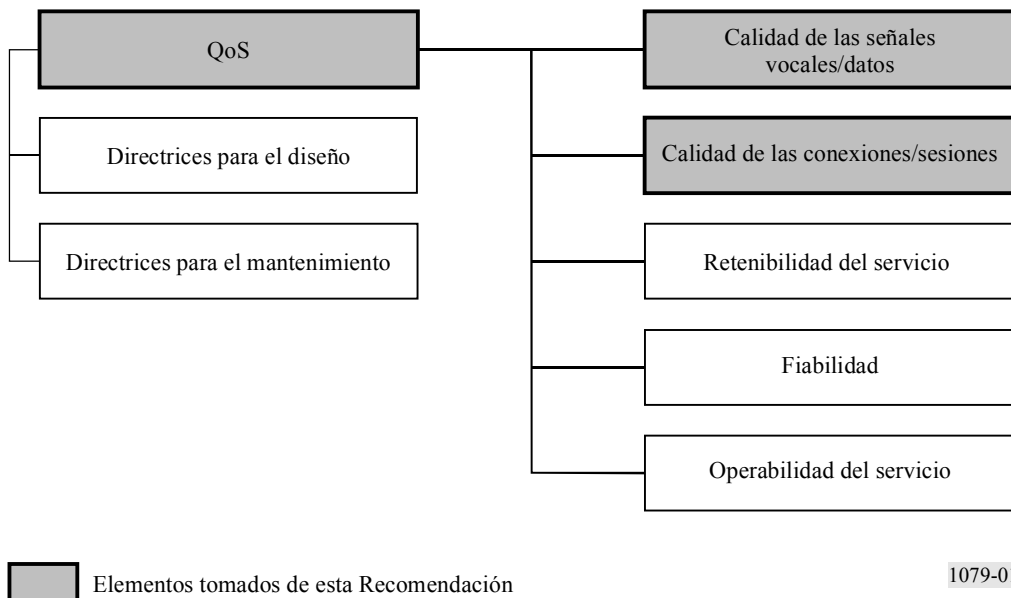 QoS
Directrices para el diseño
Directrices para el mantenimiento
Calidad de las señales
vocales/datos
Calidad de las conexiones/sesiones
Retenibilidad del servicio
Fiabilidad
Operabilidad del servicio
Elementos tomados de esta Recomendación
1079-0